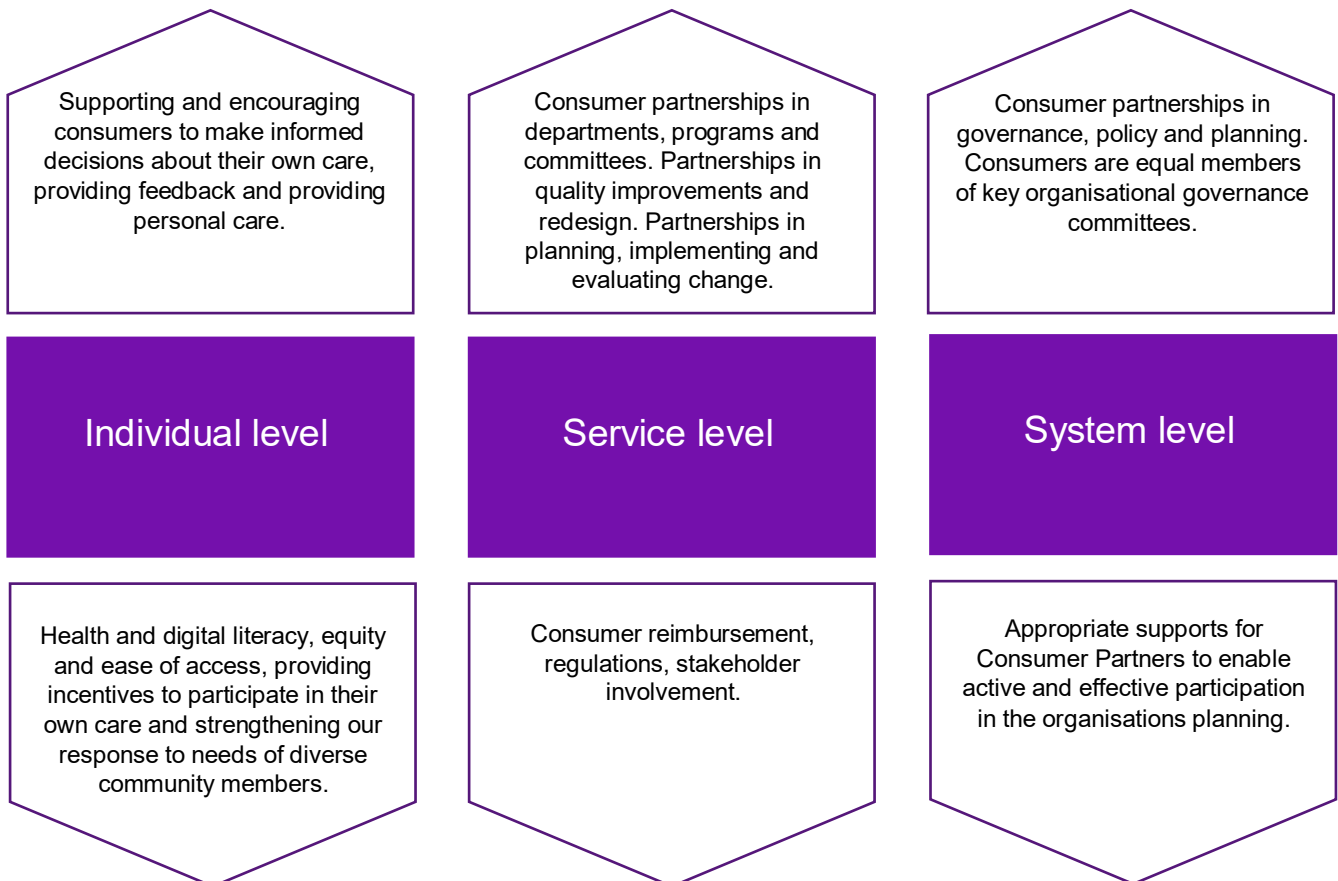 Supporting and encouraging
consumers to make informed
decisions about their own care,
providing feedback and providing
personal care.
Consumer partnerships in
departments, programs and
committees. Partnerships in
quality improvements and
redesign. Partnerships in
planning, implementing and
evaluating change.
Consumer partnerships in
governance, policy and planning.
Consumers are equal members
of key organisational governance
committees.
Individual level
Service level
System level
Health and digital literacy, equity
and ease of access, providing
incentives to participate in their
own care and strengthening our
response to needs of diverse
community members.
Consumer reimbursement,
regulations, stakeholder
involvement.
Appropriate supports for
Consumer Partners to enable
active and effective participation
in the organisations planning.